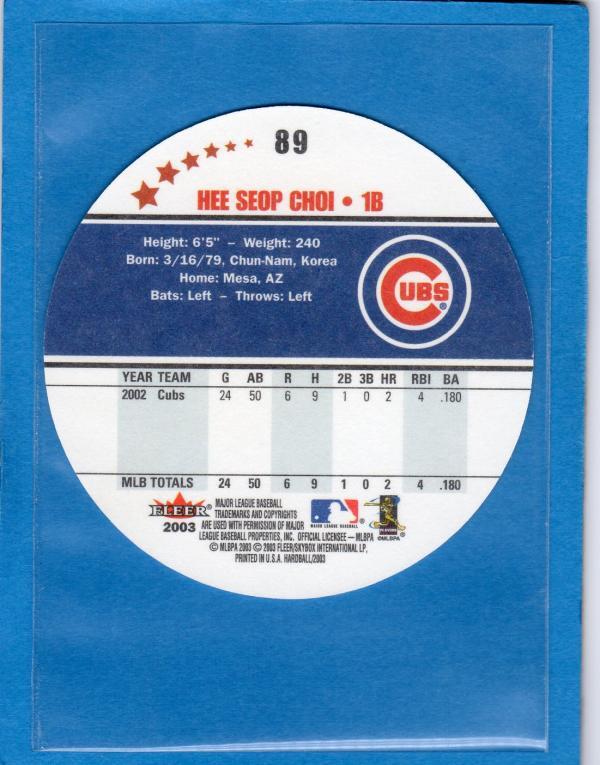 89
HEE SEOP CHOI • 1B
Height: 6'5" – Weight: 240
Born: 3/16/79, Chun-Nam, Korea
Home: Mesa, AZ
Bats: Left – Throws: Left
CUBS
®
YEAR TEAM G AB R H 2B 3B HR RBI BA
2002 Cubs 24 50 6 9 1 0 2 4 .180
MLB TOTALS 24 50 6 9 1 0 2 4 .180
FLEER®
2003
MAJOR LEAGUE BASEBALL
TRADEMARKS AND COPYRIGHTS
ARE USED WITH PERMISSION OF MAJOR
LEAGUE BASEBALL PROPERTIES, INC. OFFICIAL LICENSEE – MLBPA
© MLBPA 2003 © 2003 FLEER/SKYBOX INTERNATIONAL LP.
PRINTED IN U.S.A. HARDBALL/2003
MAJOR LEAGUE BASEBALL
©MLBPA